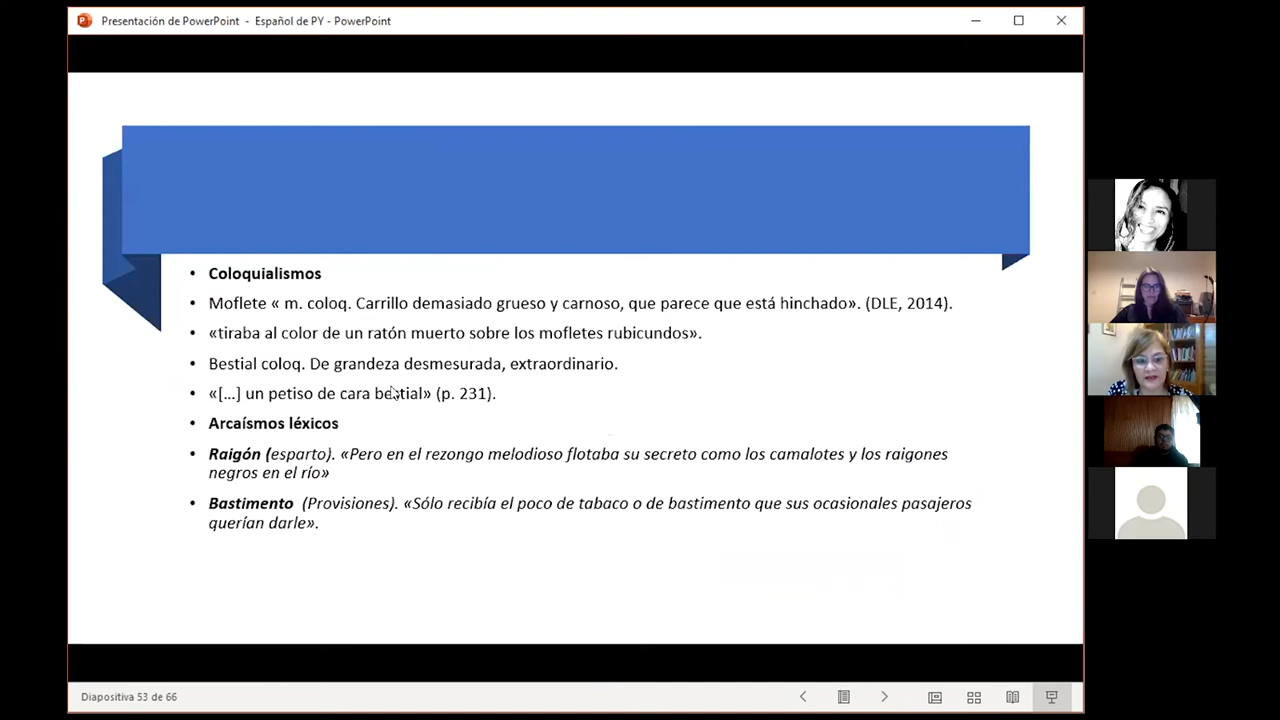 Presentación de PowerPoint - Español de PY - PowerPoint
• Coloquialismos
• Moflete « m. coloq. Carrillo demasiado grueso y carnoso, que parece que está hinchado». (DLE, 2014).
• «tiraba al color de un ratón muerto sobre los mofletes rubicundos».
• Bestial coloq. De grandeza desmesurada, extraordinario.
• «[...] un petiso de cara bestial» (p. 231).
• Arcaísmos léxicos
• Raigón (esparto). «Pero en el rezongo melodioso flotaba su secreto como los camalotes y los raigones
negros en el río»
• Bastimento (Provisiones). «Sólo recibía el poco de tabaco o de bastimento que sus ocasionales pasajeros
querían darle».
Diapositiva 53 de 66